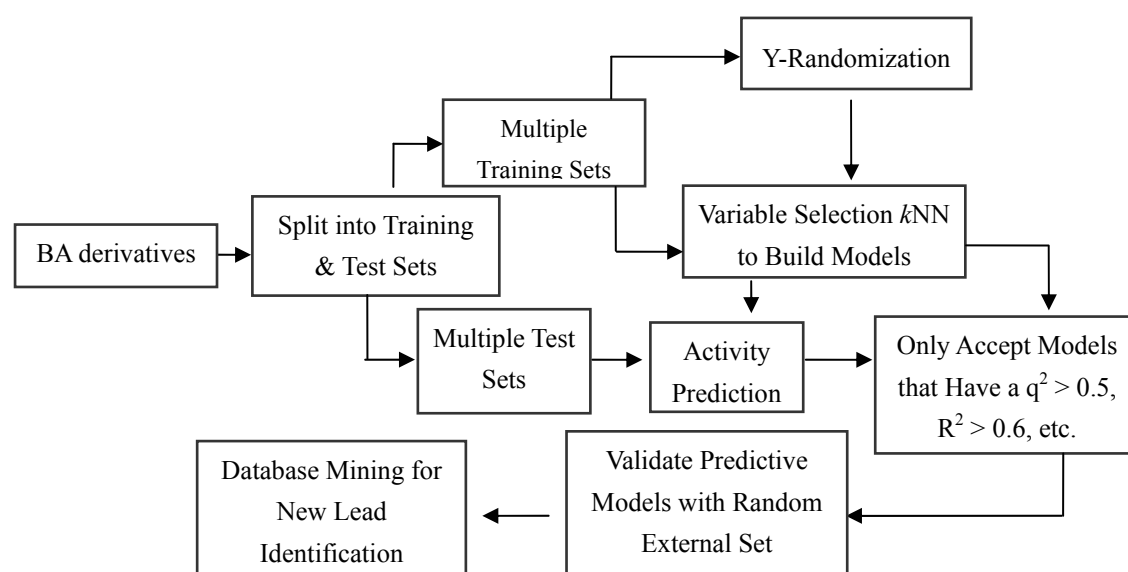 Y-Randomization
Multiple
Training Sets
Variable Selection kNN
to Build Models
Split into Training
& Test Sets
BA derivatives
Multiple Test
Sets
Activity
Prediction
Only Accept Models
that Have a q² > 0.5,
R² > 0.6, etc.
Validate Predictive
Models with Random
External Set
Database Mining for
New Lead
Identification